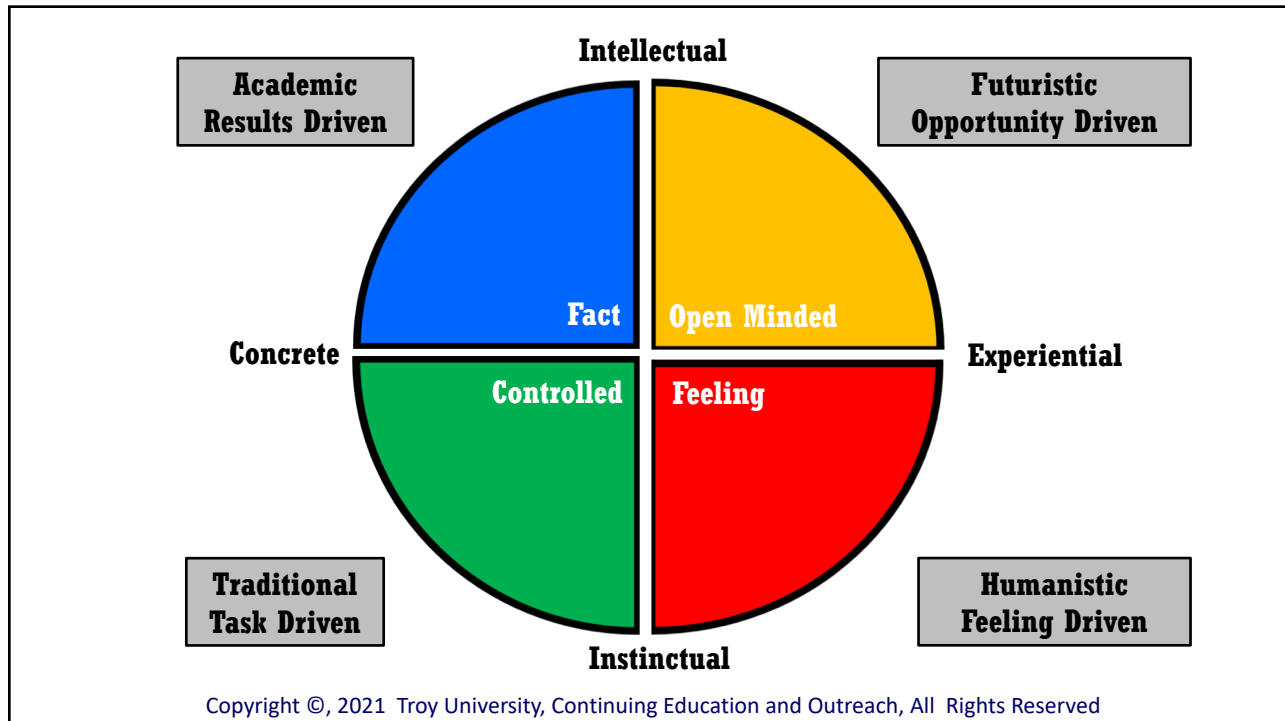 Intellectual
Academic
Results Driven
Futuristic
Opportunity Driven
Fact
Open Minded
Concrete
Experiential
Controlled
Feeling
Traditional
Task Driven
Humanistic
Feeling Driven
Instinctual
Copyright ©, 2021 Troy University, Continuing Education and Outreach, All Rights Reserved